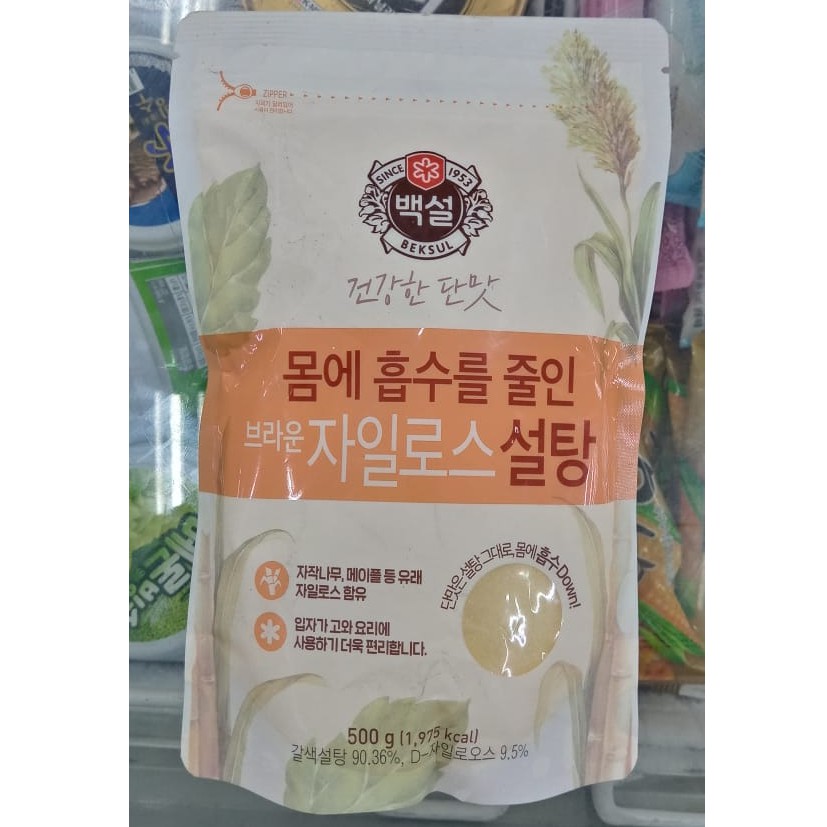 ZIPPER
SINCE 1953
백설
BEKSUL
건강한 단맛
몸에 흡수를 줄인
브라운 자일로스 설탕
단맛은 설탕 그대로, 몸에 흡수 Down!
자작나무, 메이플 등 유래
자일로스 함유
입자가 고와 요리에
사용하기 더욱 편리합니다.
500 g (1,975 kcal)
갈색설탕 90.36%, D-자일로오스 9.5%